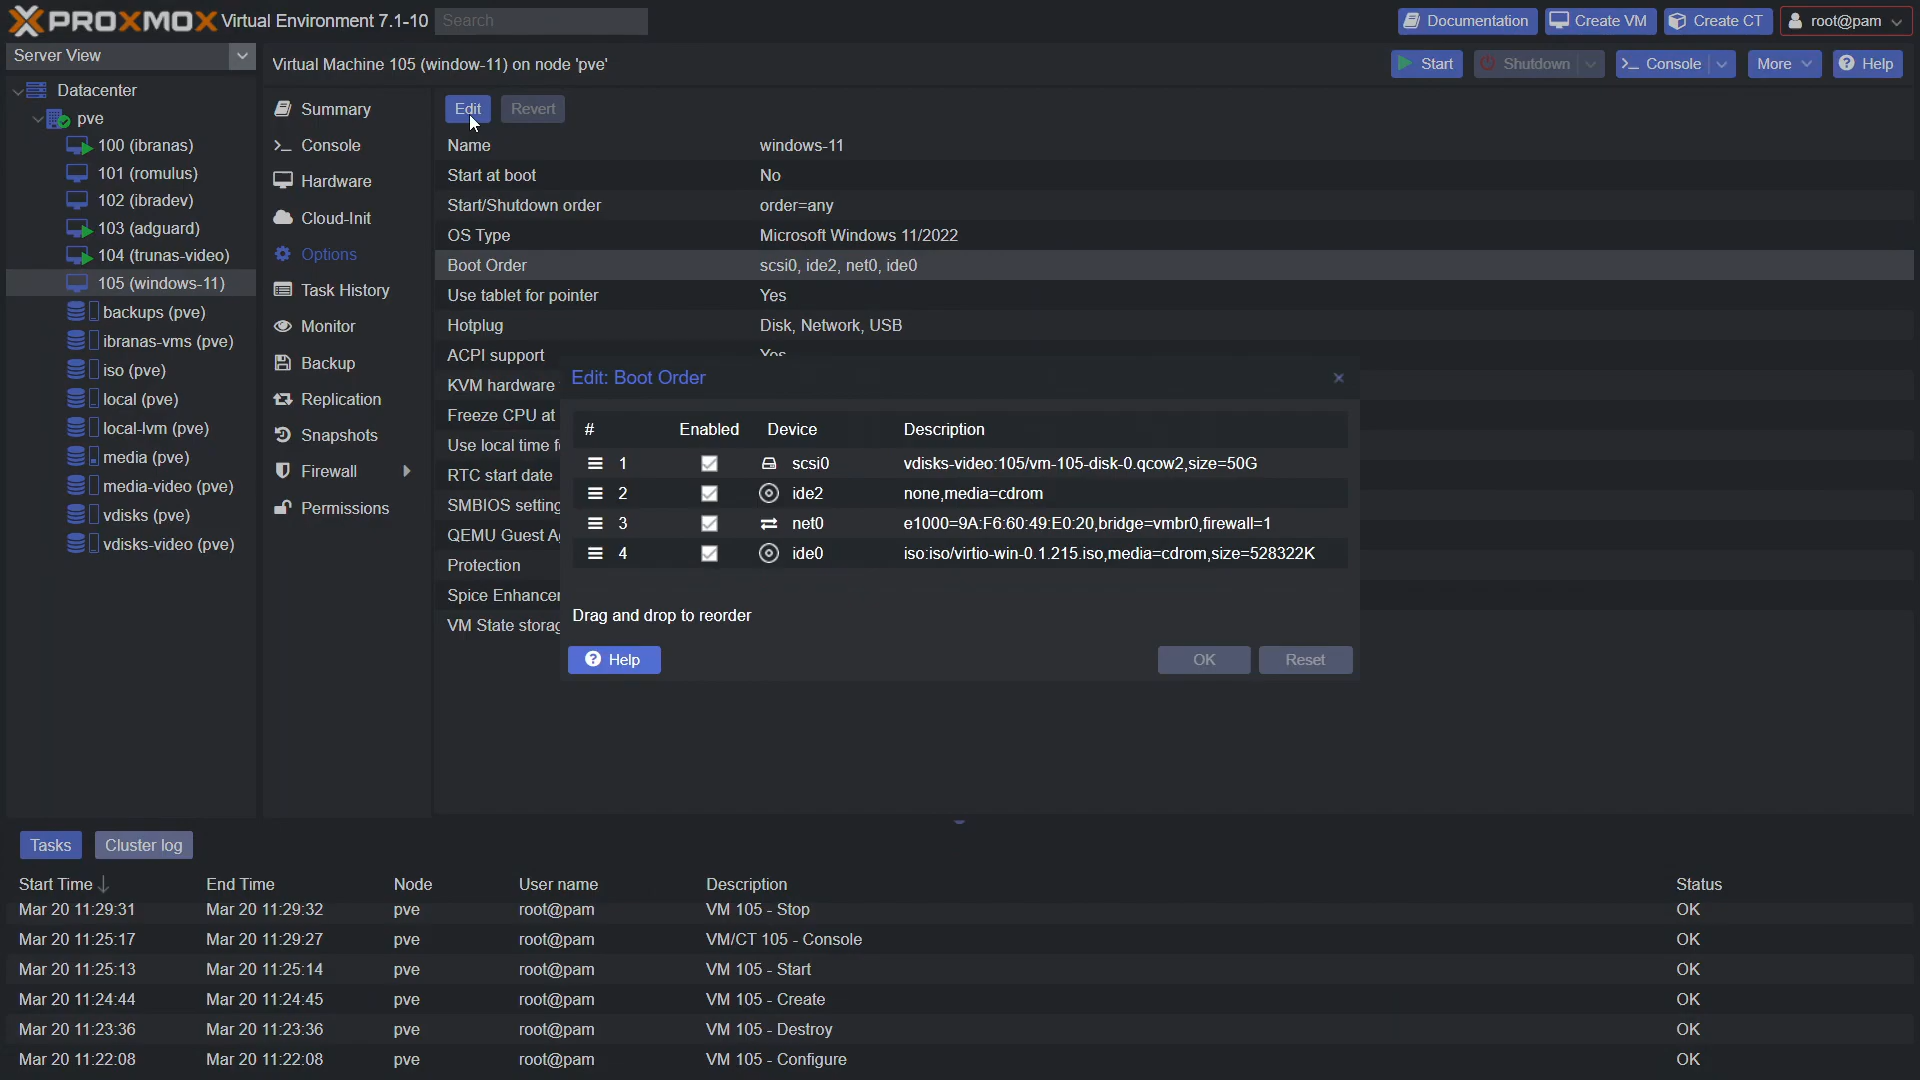 PROXMOX Virtual Environment 7.1-10 Search Documentation Create VM Create CT root@pam
Server View
Virtual Machine 105 (window-11) on node 'pve' Start Shutdown Console More Help
Datacenter
pve
100 (ibranas)
101 (romulus)
102 (ibradev)
103 (adguard)
104 (trunas-video)
105 (windows-11)
backups (pve)
ibranas-vms (pve)
iso (pve)
local (pve)
local-lvm (pve)
media (pve)
media-video (pve)
vdisks (pve)
vdisks-video (pve)
Summary
Console
Hardware
Cloud-Init
Options
Task History
Monitor
Backup
Replication
Snapshots
Firewall
Permissions
Edit Revert
Name windows-11
Start at boot No
Start/Shutdown order order=any
OS Type Microsoft Windows 11/2022
Boot Order scsi0, ide2, net0, ide0
Use tablet for pointer Yes
Hotplug Disk, Network, USB
ACPI support Yes
KVM hardware
Freeze CPU at
Use local time f
RTC start date
SMBIOS setting
QEMU Guest A
Protection
Spice Enhancer
VM State storag
Edit: Boot Order
# Enabled Device Description
1 scsi0 vdisks-video:105/vm-105-disk-0.qcow2,size=50G
2 ide2 none,media=cdrom
3 net0 e1000=9A:F6:60:49:E0:20,bridge=vmbr0,firewall=1
4 ide0 iso:iso/virtio-win-0.1.215.iso,media=cdrom,size=528322K
Drag and drop to reorder
Help OK Reset
Tasks Cluster log
Start Time End Time Node User name Description Status
Mar 20 11:29:31 Mar 20 11:29:32 pve root@pam VM 105 - Stop OK
Mar 20 11:25:17 Mar 20 11:29:27 pve root@pam VM/CT 105 - Console OK
Mar 20 11:25:13 Mar 20 11:25:14 pve root@pam VM 105 - Start OK
Mar 20 11:24:44 Mar 20 11:24:45 pve root@pam VM 105 - Create OK
Mar 20 11:23:36 Mar 20 11:23:36 pve root@pam VM 105 - Destroy OK
Mar 20 11:22:08 Mar 20 11:22:08 pve root@pam VM 105 - Configure OK